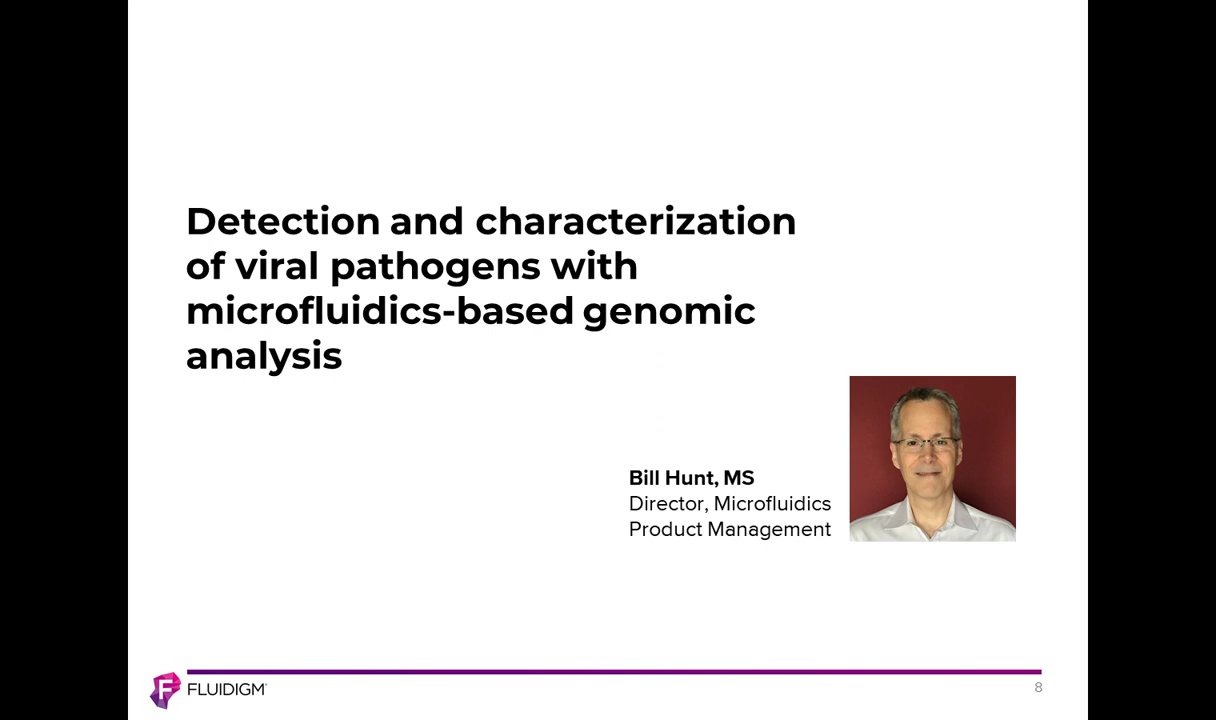 Detection and characterization
of viral pathogens with
microfluidics-based genomic
analysis
Bill Hunt, MS
Director, Microfluidics
Product Management
FLUIDIGM
8